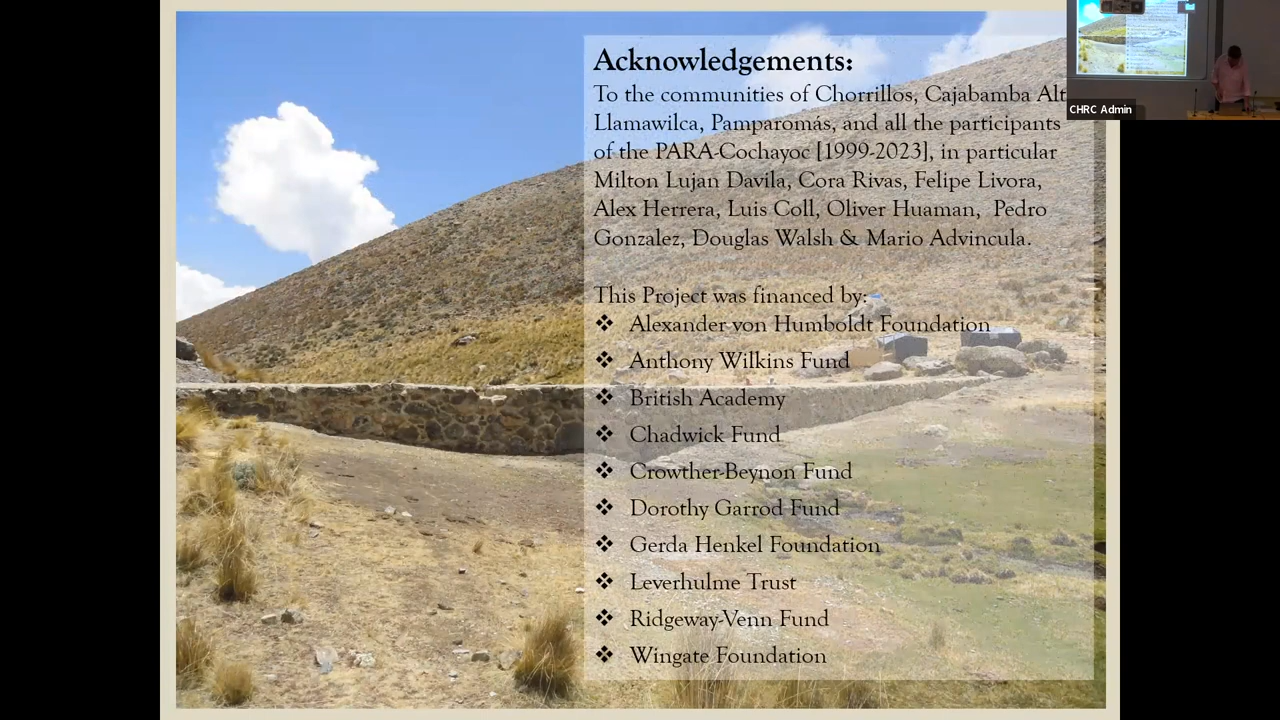 Acknowledgements:
To the communities of Chorrillos, Cajabamba Alt
Llamawilca, Pamparomás, and all the participants
of the PARA-Cochayoc [1999-2023], in particular
Milton Lujan Davila, Cora Rivas, Felipe Livora,
Alex Herrera, Luis Coll, Oliver Huaman, Pedro
Gonzalez, Douglas Walsh & Mario Advincula.
This Project was financed by:
❖ Alexander von Humboldt Foundation
❖ Anthony Wilkins Fund
❖ British Academy
❖ Chadwick Fund
❖ Crowther-Beynon Fund
❖ Dorothy Garrod Fund
❖ Gerda Henkel Foundation
❖ Leverhulme Trust
❖ Ridgeway-Venn Fund
❖ Wingate Foundation
CHRC Admin